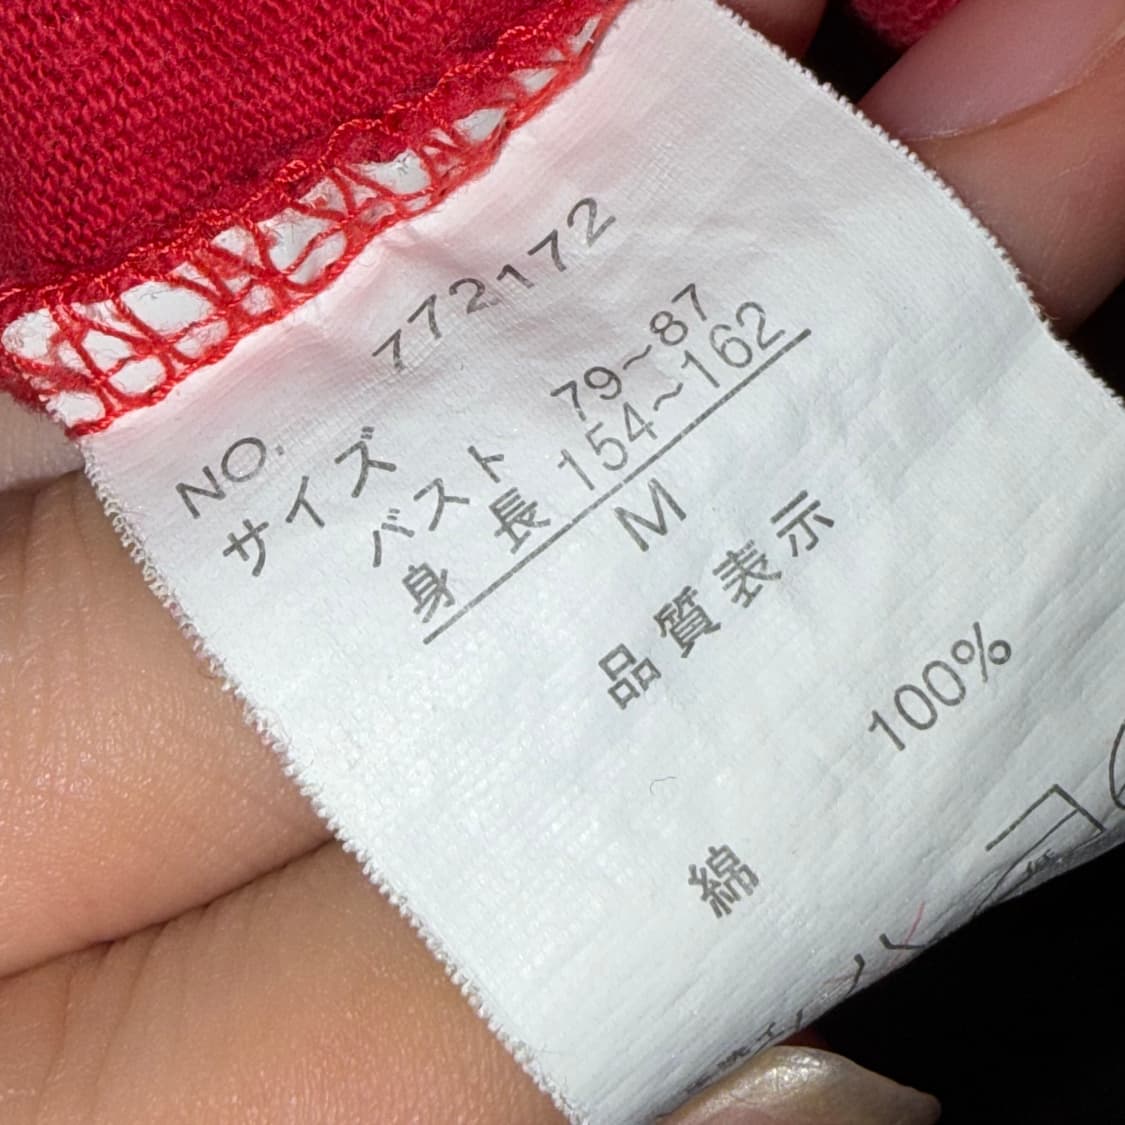 NO. 772172
サイズ
バスト 79~87
身長 154~162
M
品質表示
綿 100%